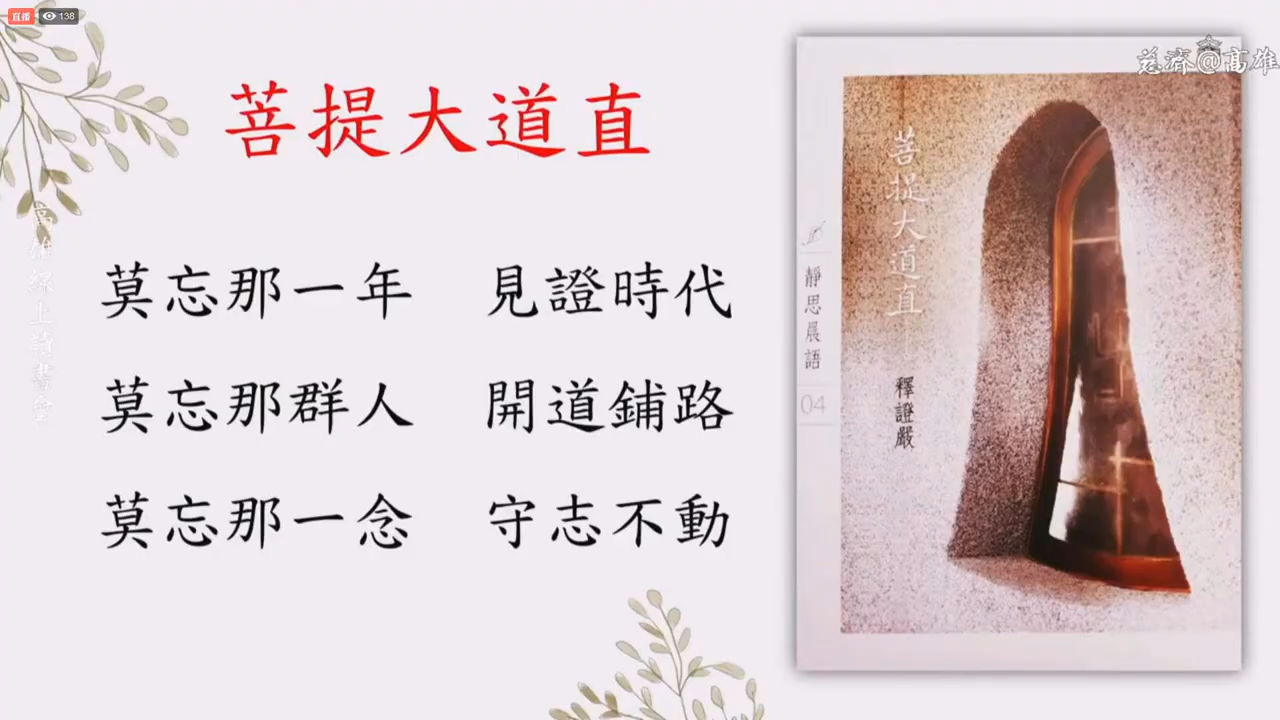 直播 138
慈濟@高雄
高雄線上讀書會
菩提大道直
莫忘那一年 見證時代
莫忘那群人 開道鋪路
莫忘那一念 守志不動
靜思晨語
04
菩提大道直
釋證嚴